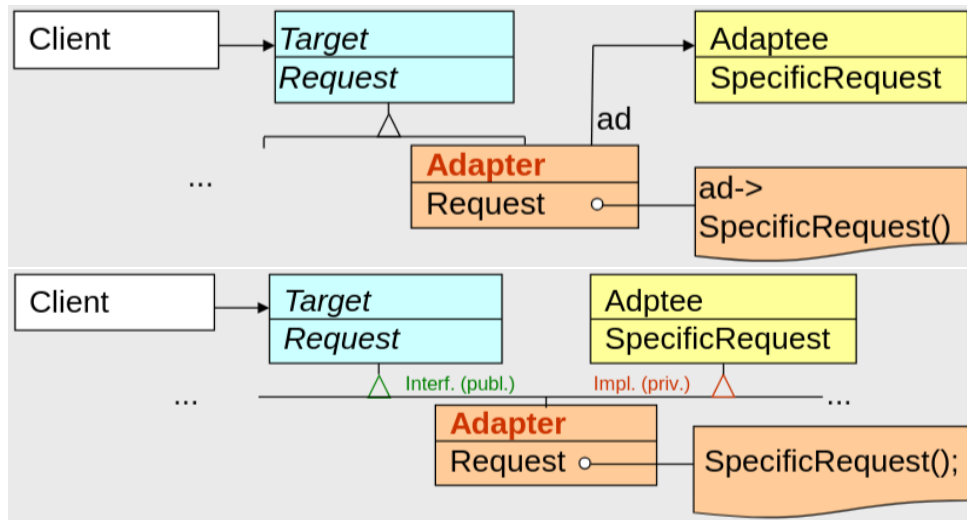 Client
Target
Request
Adaptee
SpecificRequest
ad
...
Adapter
Request
ad->
SpecificRequest()
Client
Target
Request
Adptee
SpecificRequest
Interf. (publ.)
Impl. (priv.)
...
...
Adapter
Request
SpecificRequest();